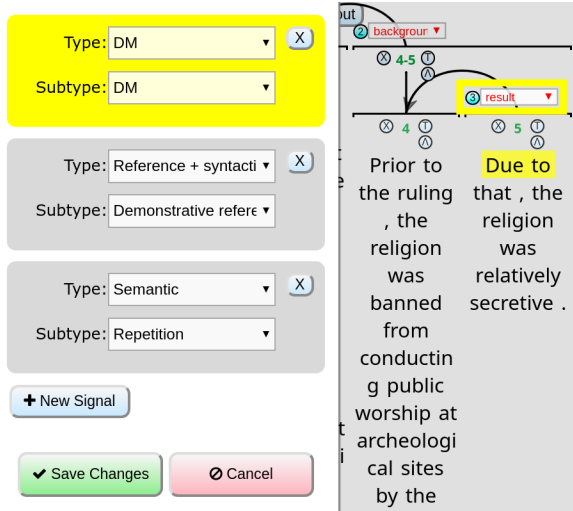 Type: DM X
Subtype: DM
Type: Reference + syntacti X
Subtype: Demonstrative refere
Type: Semantic X
Subtype: Repetition
New Signal
Save Changes
Cancel
out
2 backgroun
X 4-5 T
Λ
3 result
X 4 T
Λ
X 5 T
Λ
Prior to
the ruling
, the
religion
was
banned
from
conductin
g public
worship at
archeologi
cal sites
by the
Due to
that , the
religion
was
relatively
secretive .
e
t
i